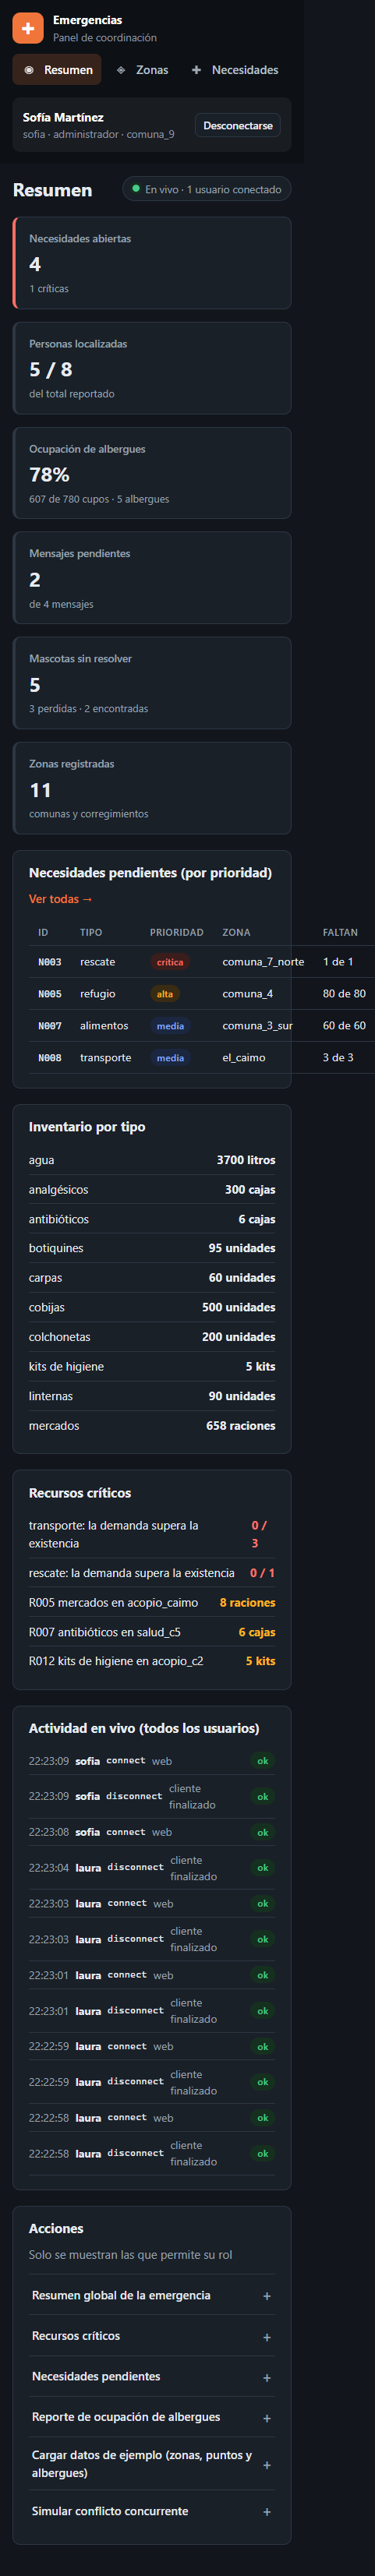 Emergencias
Panel de coordinación
Resumen
Zonas
Necesidades
Sofía Martínez
sofia · administrador · comuna_9
Desconectarse
Resumen
En vivo · 1 usuario conectado
Necesidades abiertas
4
1 críticas
Personas localizadas
5 / 8
del total reportado
Ocupación de albergues
78%
607 de 780 cupos · 5 albergues
Mensajes pendientes
2
de 4 mensajes
Mascotas sin resolver
5
3 perdidas · 2 encontradas
Zonas registradas
11
comunas y corregimientos
Necesidades pendientes (por prioridad)
Ver todas →
ID TIPO PRIORIDAD ZONA FALTAN
N003 rescate crítica comuna_7_norte 1 de 1
N005 refugio alta comuna_4 80 de 80
N007 alimentos media comuna_3_sur 60 de 60
N008 transporte media el_caimo 3 de 3
Inventario por tipo
agua 3700 litros
analgésicos 300 cajas
antibióticos 6 cajas
botiquines 95 unidades
carpas 60 unidades
cobijas 500 unidades
colchonetas 200 unidades
kits de higiene 5 kits
linternas 90 unidades
mercados 658 raciones
Recursos críticos
transporte: la demanda supera la 0 /
existencia 3
rescate: la demanda supera la existencia 0 / 1
R005 mercados en acopio_caimo 8 raciones
R007 antibióticos en salud_c5 6 cajas
R012 kits de higiene en acopio_c2 5 kits
Actividad en vivo (todos los usuarios)
22:23:09 sofia connect web ok
22:23:09 sofia disconnect cliente finalizado ok
22:23:08 sofia connect web ok
22:23:04 laura disconnect cliente finalizado ok
22:23:03 laura connect web ok
22:23:03 laura disconnect cliente finalizado ok
22:23:01 laura connect web ok
22:23:01 laura disconnect cliente finalizado ok
22:22:59 laura connect web ok
22:22:59 laura disconnect cliente finalizado ok
22:22:58 laura connect web ok
22:22:58 laura disconnect cliente finalizado ok
Acciones
Solo se muestran las que permite su rol
Resumen global de la emergencia +
Recursos críticos +
Necesidades pendientes +
Reporte de ocupación de albergues +
Cargar datos de ejemplo (zonas, puntos y
albergues) +
Simular conflicto concurrente +